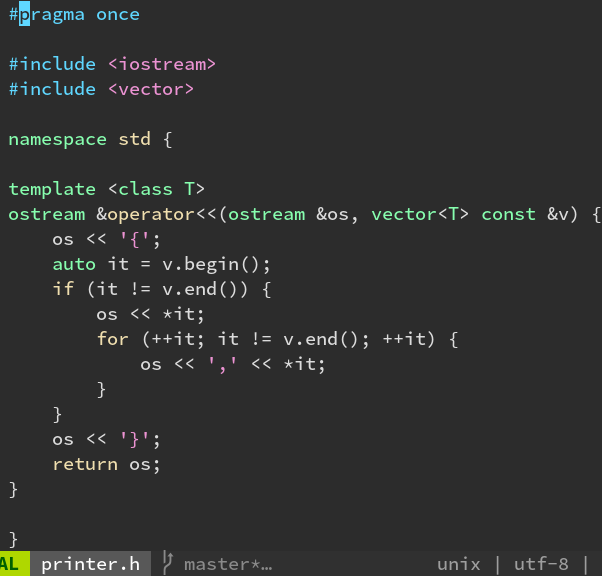 #pragma once
#include <iostream>
#include <vector>
namespace std {
template <class T>
ostream &operator<<(ostream &os, vector<T> const &v) {
    os << '{';
    auto it = v.begin();
    if (it != v.end()) {
        os << *it;
        for (++it; it != v.end(); ++it) {
            os << ',' << *it;
        }
    }
    os << '}';
    return os;
}
}
AL printer.h master*… unix | utf-8 |